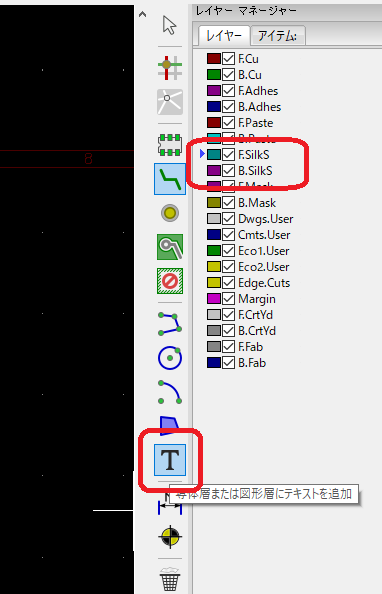 レイヤー マネージャー
レイヤー アイテム:
F.Cu
B.Cu
F.Adhes
B.Adhes
F.Paste
B.Paste
F.SilkS
B.SilkS
F.Mask
B.Mask
Dwgs.User
Cmts.User
Eco1.User
Eco2.User
Edge.Cuts
Margin
F.CrtYd
B.CrtYd
F.Fab
B.Fab
8
T
導体層または図形層にテキストを追加